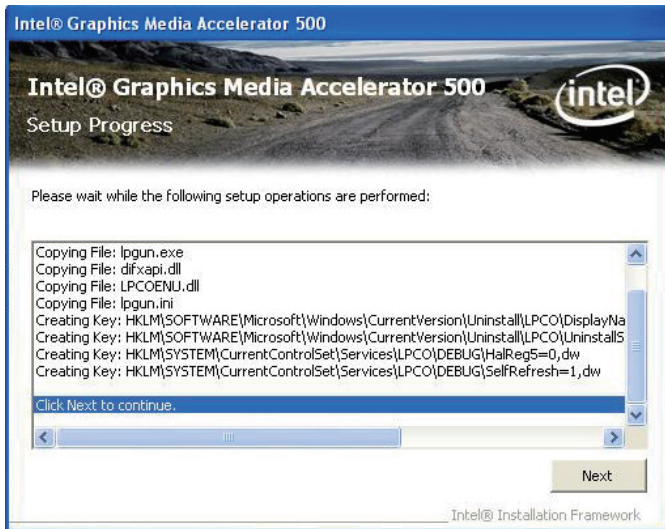 Intel® Graphics Media Accelerator 500
Intel® Graphics Media Accelerator 500
intel
Setup Progress
Please wait while the following setup operations are performed:
Copying File: lpgun.exe
Copying File: difxapi.dll
Copying File: LPCOENU.dll
Copying File: lpgun.ini
Creating Key: HKLM\SOFTWARE\Microsoft\Windows\CurrentVersion\Uninstall\LPCO\DisplayNa
Creating Key: HKLM\SOFTWARE\Microsoft\Windows\CurrentVersion\Uninstall\LPCO\UninstallS
Creating Key: HKLM\SYSTEM\CurrentControlSet\Services\LPCO\DEBUG\HalReg5=0,dw
Creating Key: HKLM\SYSTEM\CurrentControlSet\Services\LPCO\DEBUG\SelfRefresh=1,dw
Click Next to continue.
Next
Intel® Installation Framework